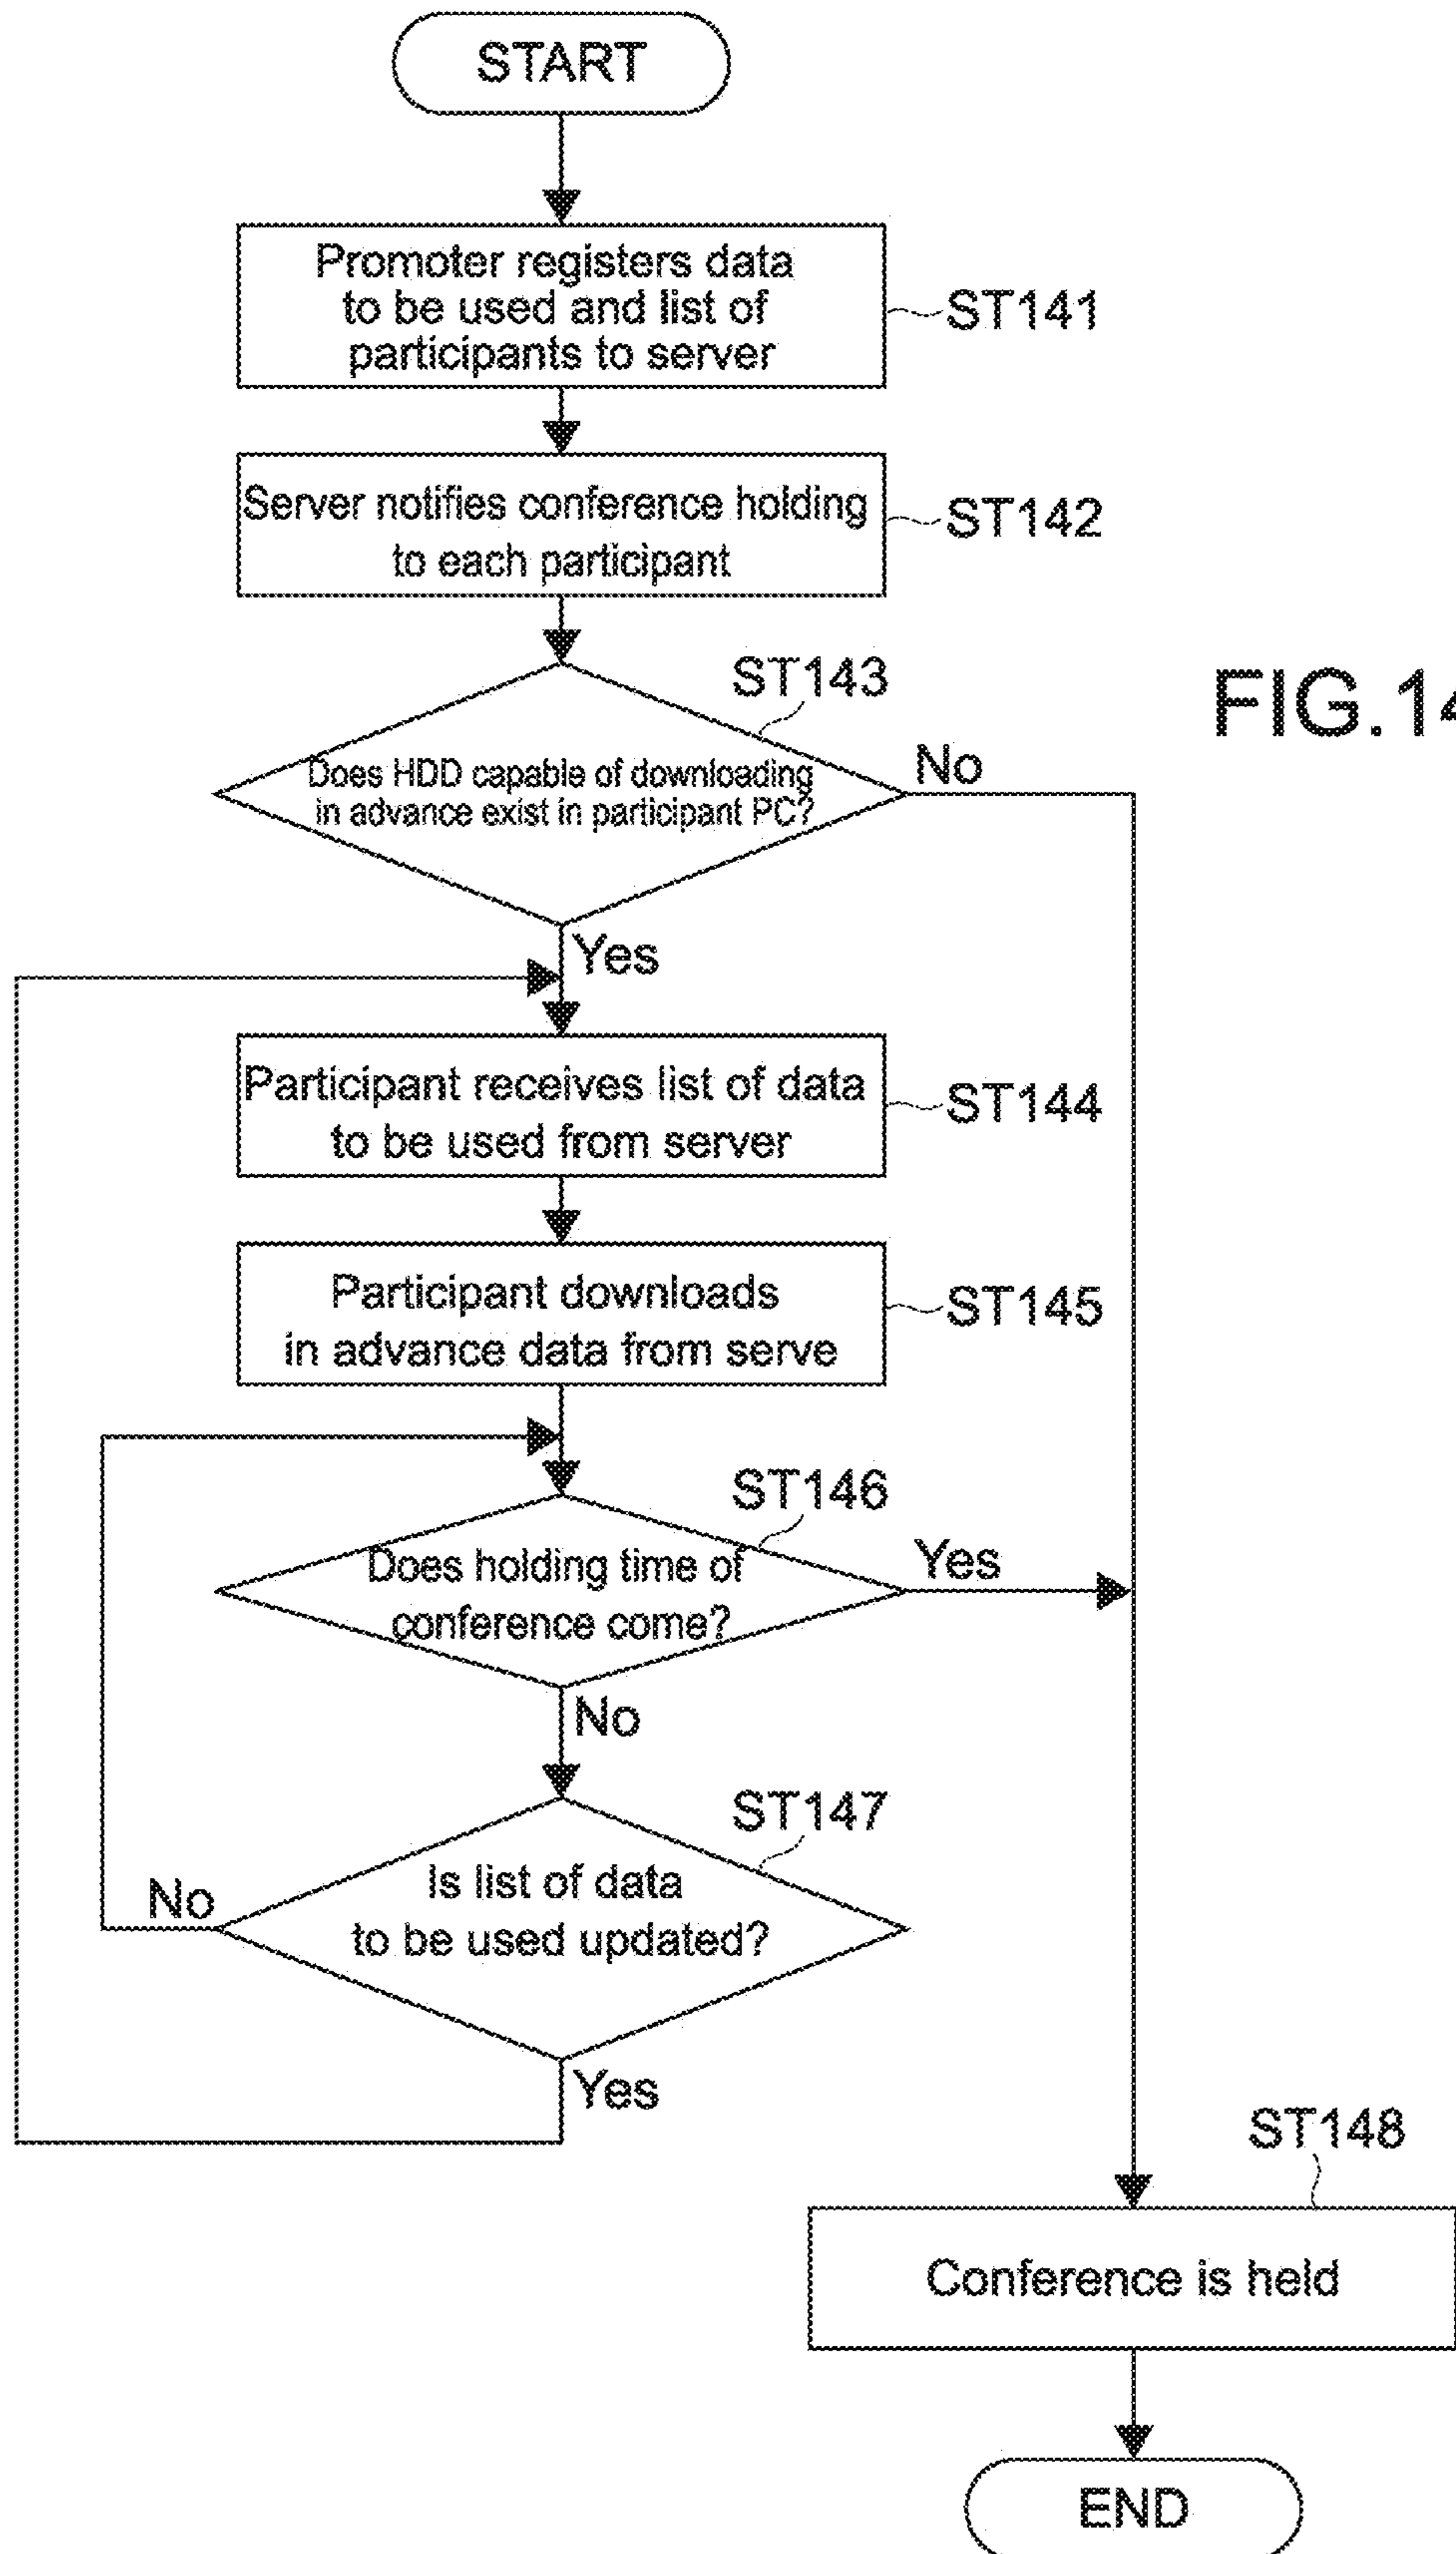 START
Promoter registers data
to be used and list of
participants to server
ST141
Server notifies conference holding
to each participant
ST142
ST143
Does HDD capable of downloading
in advance exist in participant PC?
No
FIG.14
Yes
Participant receives list of data
to be used from server
ST144
Participant downloads
in advance data from serve
ST145
ST146
Does holding time of
conference come?
Yes
No
ST147
Is list of data
to be used updated?
No
Yes
ST148
Conference is held
END